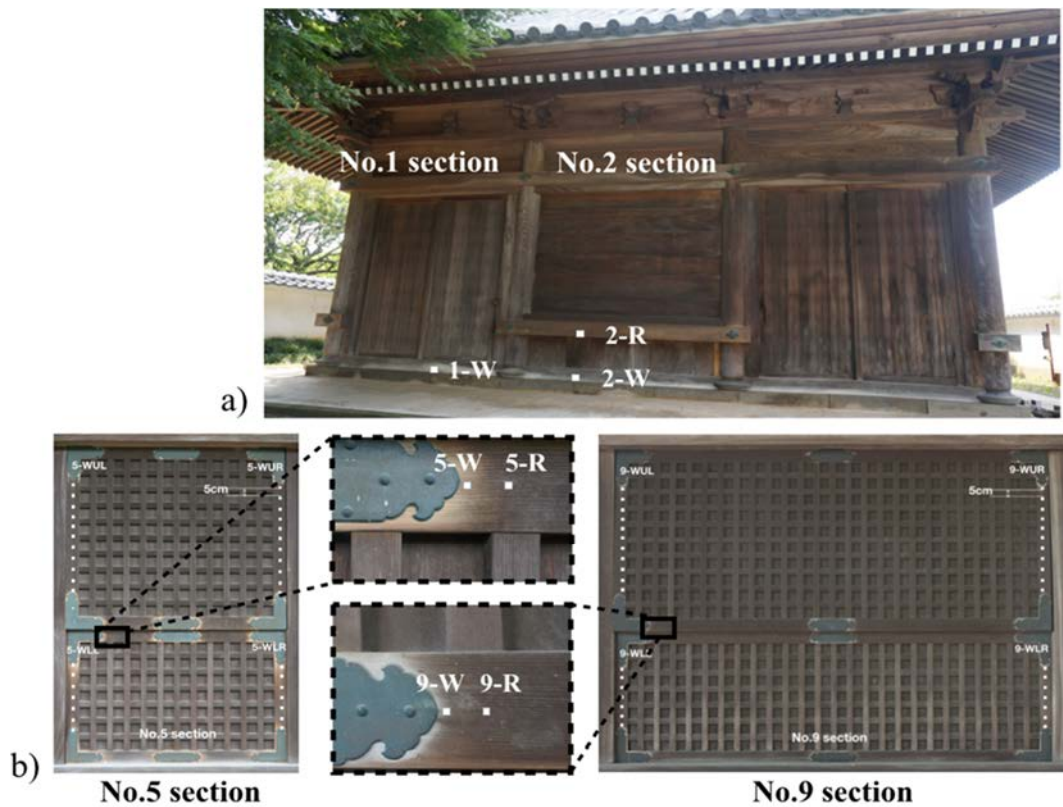 No.1 section
No.2 section
2-R
1-W
2-W
a)
5-WUL
5-WUR
5cm
5-W
5-R
9-WUL
9-WUR
5cm
5-WLL
5-WLR
9-WLL
9-WLR
9-W
9-R
No.5 section
No.9 section
b)
No.5 section
No.9 section